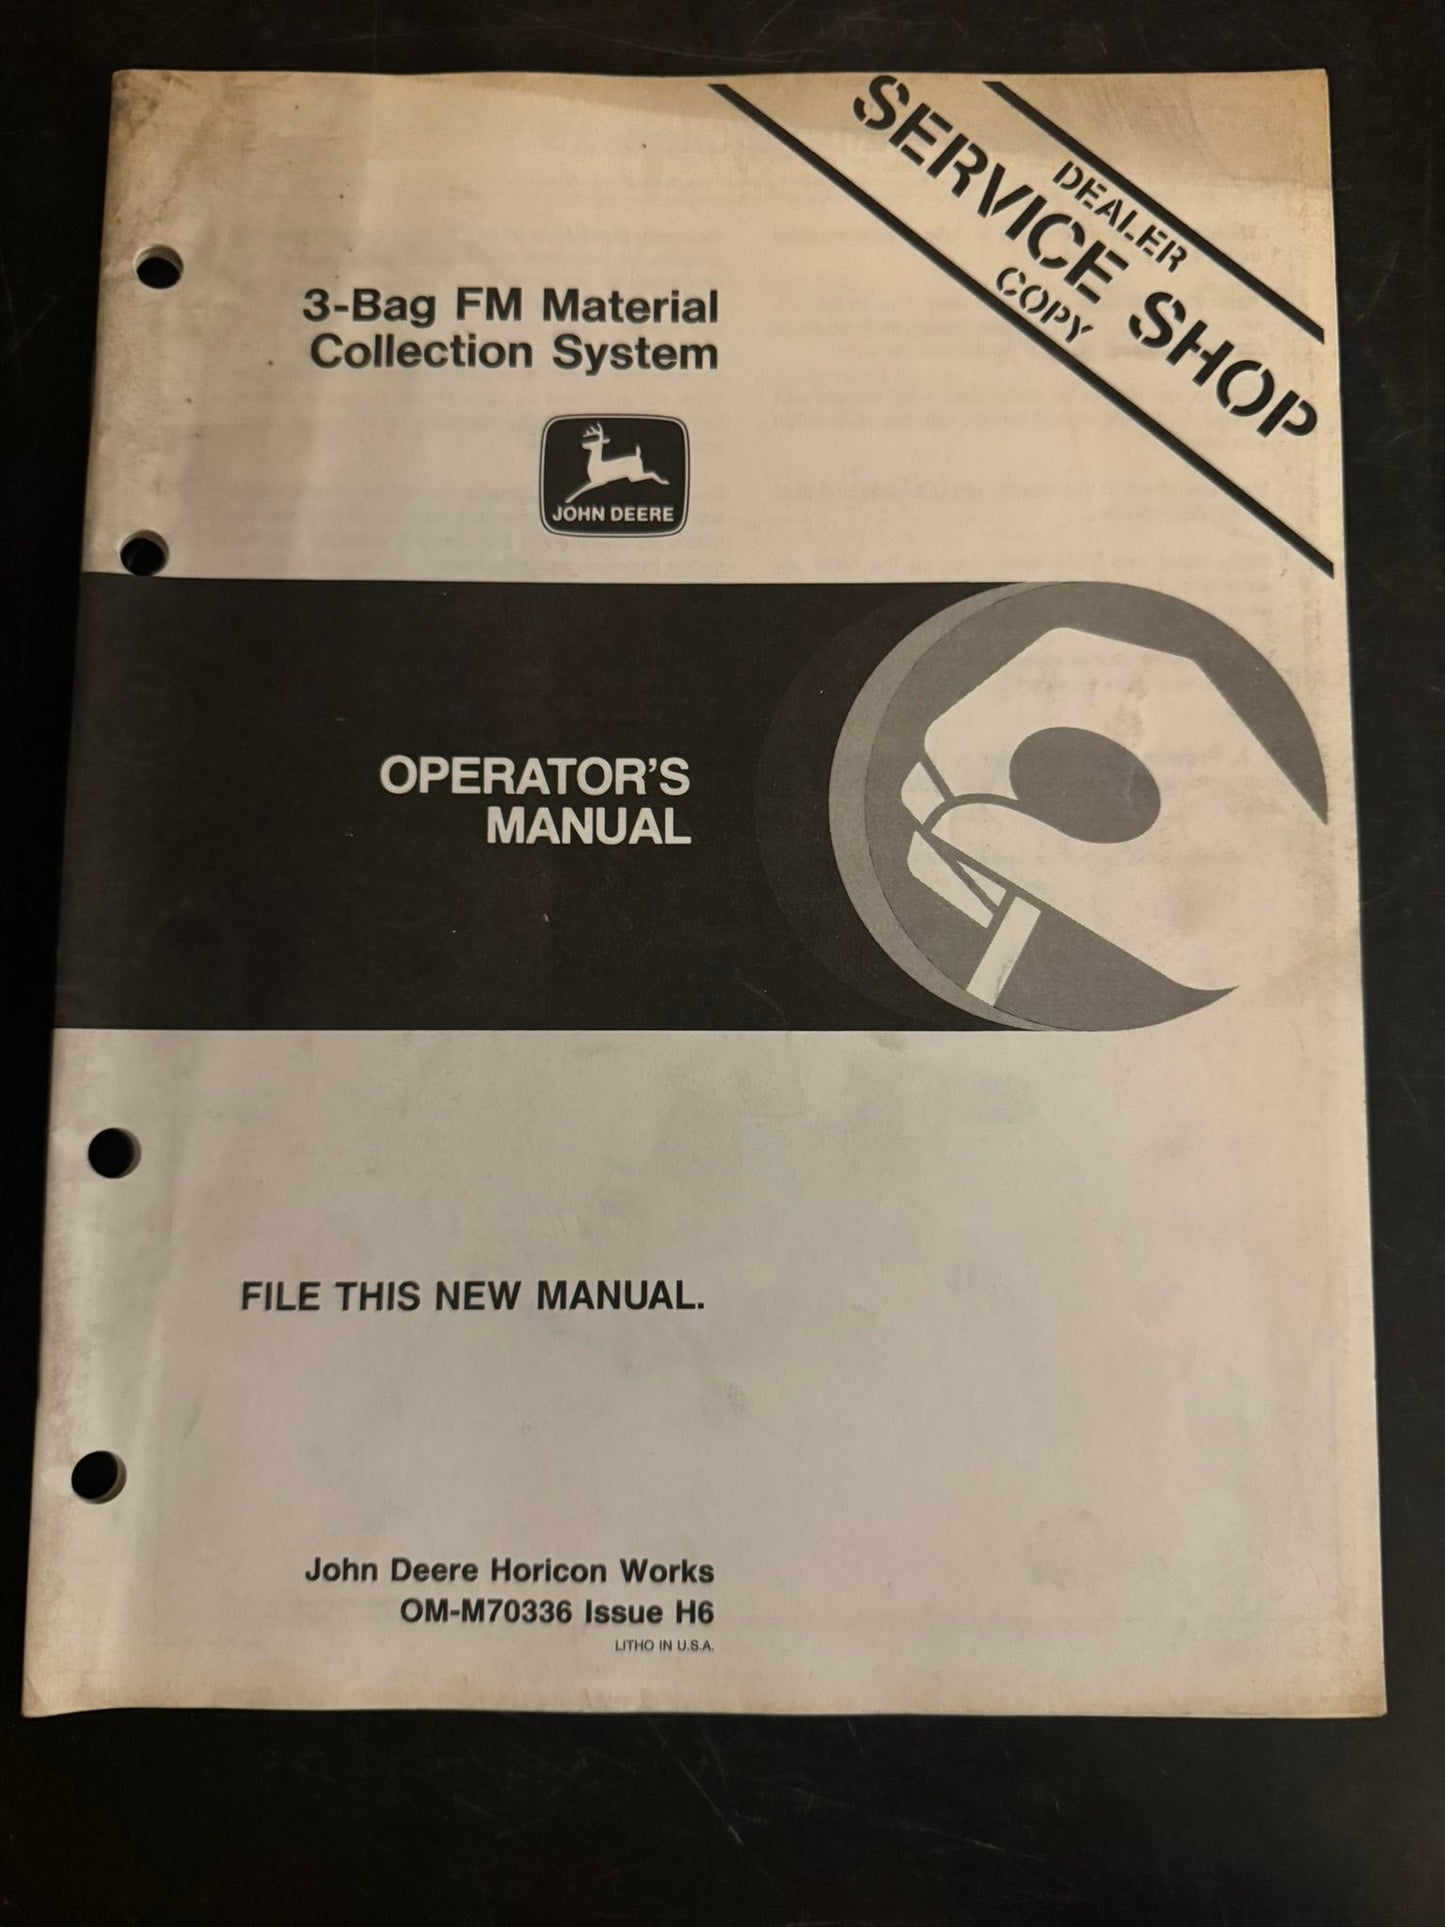 DEALER
SERVICE SHOP
COPY
3-Bag FM Material
Collection System
JOHN DEERE
OPERATOR'S
MANUAL
FILE THIS NEW MANUAL.
John Deere Horicon Works
OM-M70336 Issue H6
LITHO IN U.S.A.